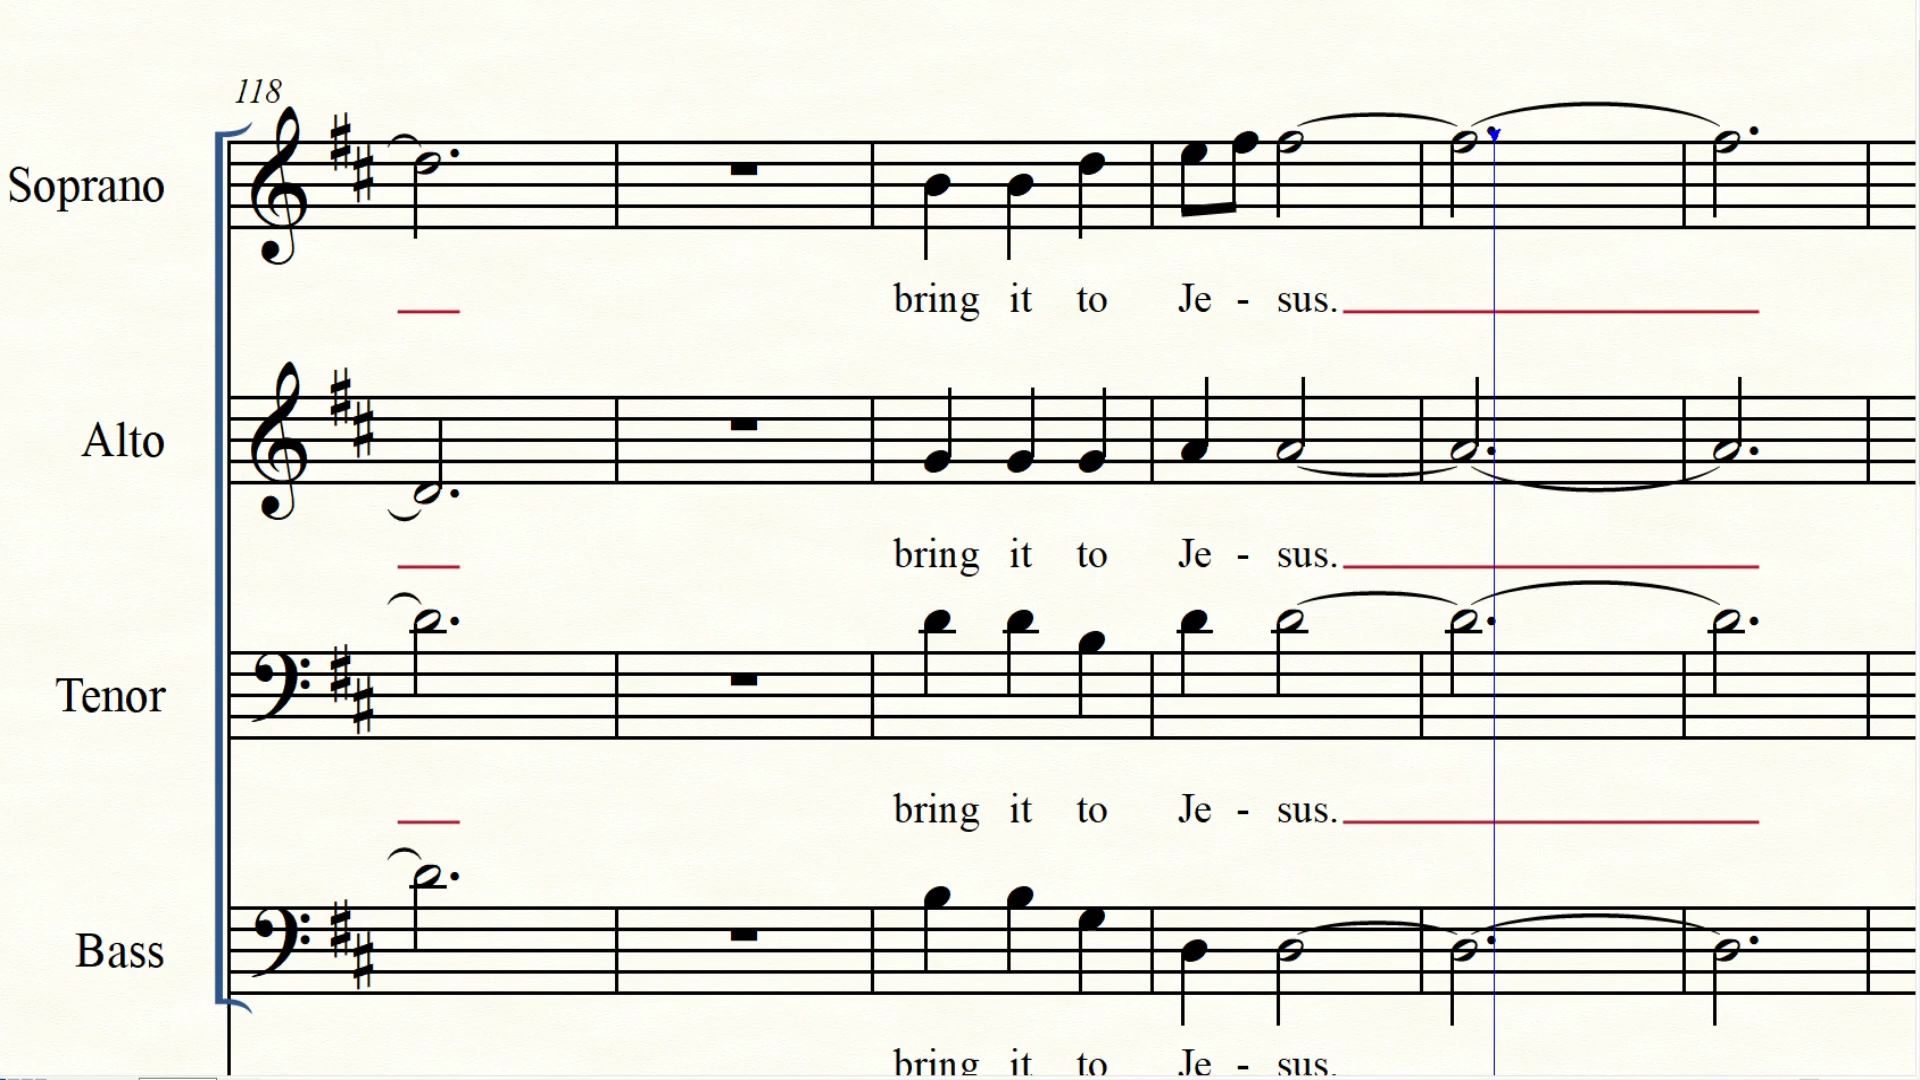 118
Soprano
bring it to Je - sus.
Alto
bring it to Je - sus.
Tenor
bring it to Je - sus.
Bass
bring it to Je - sus.